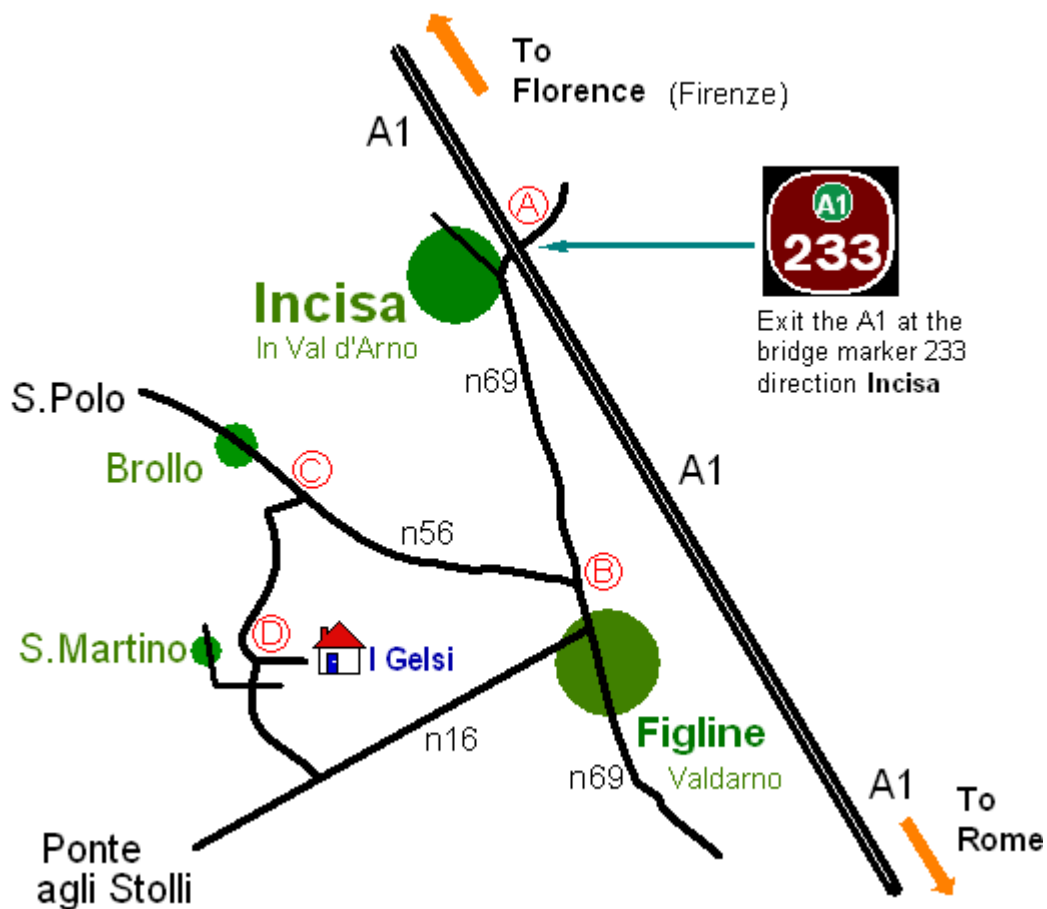 To
Florence (Firenze)
A1
A
A1
233
Incisa
In Val d'Arno
Exit the A1 at the
bridge marker 233
direction Incisa
n69
S.Polo
Brollo
C
A1
n56
B
D
S.Martino
I Gelsi
n16
Figline
Valdarno
n69
A1
To
Rome
Ponte
agli Stolli